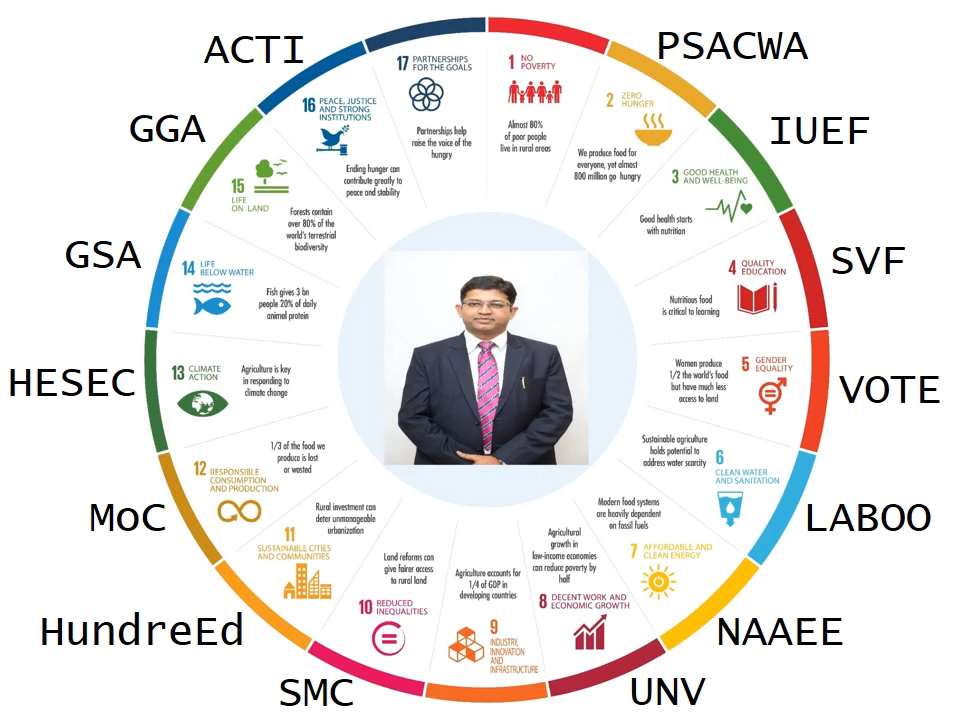 ACTI
PSACWA
GGA
IUEF
GSA
SVF
HESEC
VOTE
MoC
LABOO
HundreEd
NAAEE
SMC
UNV
1 NO
POVERTY
Almost 80%
of poor people
live in rural areas
2 ZERO
HUNGER
We produce food for
everyone, yet almost
800 million go hungry
3 GOOD HEALTH
AND WELL-BEING
Good health starts
with nutrition
4 QUALITY
EDUCATION
Nutritious food
is critical to learning
5 GENDER
EQUALITY
Women produce
1/2 the world's food
but have much less
access to land
6
CLEAN WATER
AND SANITATION
Sustainable agriculture
holds potential to
address water scarcity
7 AFFORDABLE AND
CLEAN ENERGY
Modern food systems
are heavily dependent
on fossil fuels
8 DECENT WORK AND
ECONOMIC GROWTH
Agricultural
growth in
low-income economies
can reduce poverty by
half
9
INDUSTRY,
INNOVATION
AND
INFRASTRUCTURE
Agriculture accounts for
1/4 of GDP in
developing countries
10 REDUCED
INEQUALITIES
Land reforms can
give fairer access
to rural land
11
SUSTAINABLE CITIES
AND COMMUNITIES
Rural investment can
deter unmanageable
urbanization
12 RESPONSIBLE
CONSUMPTION
AND PRODUCTION
1/3 of the food we
produce is lost
or wasted
13 CLIMATE
ACTION
Agriculture is key
in responding to
climate change
14 LIFE
BELOW WATER
Fish gives 3 bn
people 20% of daily
animal protein
15
LIFE
ON LAND
Forests contain
over 80% of the
world's terrestrial
biodiversity
16 PEACE, JUSTICE
AND STRONG
INSTITUTIONS
Ending hunger can
contribute greatly to
peace and stability
17 PARTNERSHIPS
FOR THE GOALS
Partnerships help
raise the voice of the
hungry